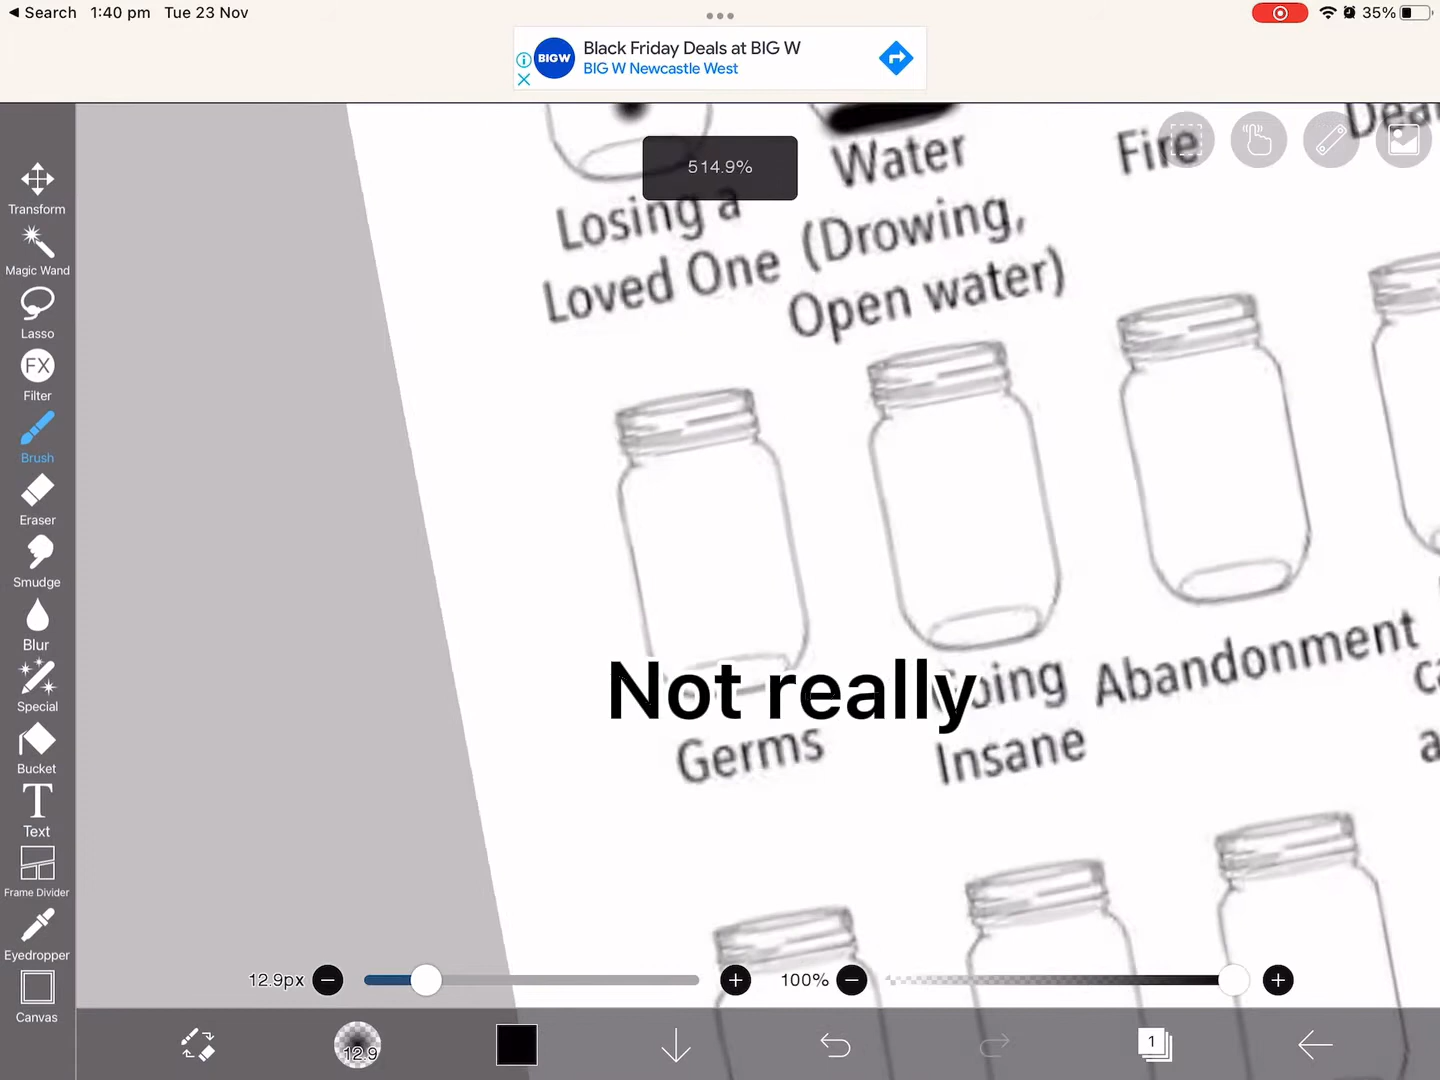 Search 1:40 pm Tue 23 Nov
35%
BIG W
Black Friday Deals at BIG W
BIG W Newcastle West
514.9%
Transform
Magic Wand
Lasso
FX
Filter
Brush
Eraser
Smudge
Blur
Special
Bucket
T
Text
Frame Divider
Eyedropper
Canvas
Losing a
Loved One
Water
(Drowing,
Open water)
Fire
Germs
Going
Insane
Abandonment
Not really
12.9px
100%
12.9
1